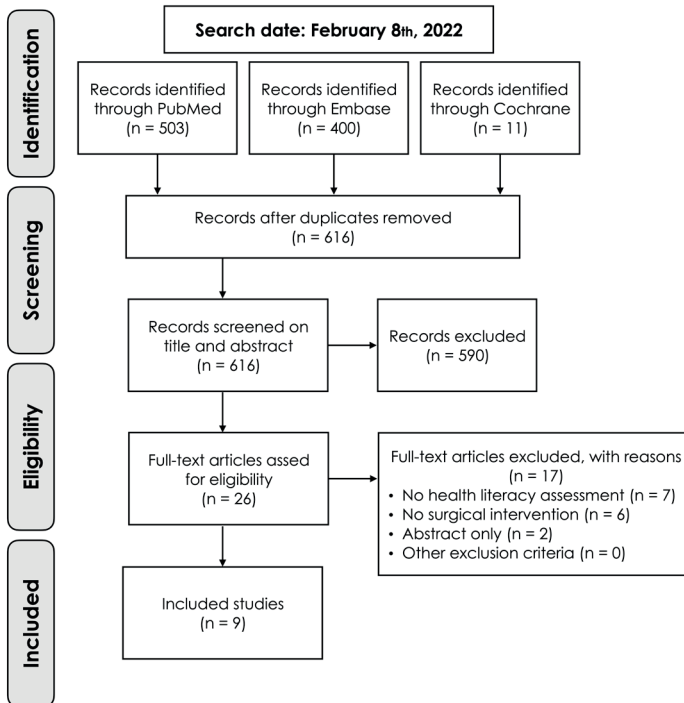 Search date: February 8th, 2022
Identification
Records identified
through PubMed
(n = 503)
Records identified
through Embase
(n = 400)
Records identified
through Cochrane
(n = 11)
Screening
Records after duplicates removed
(n = 616)
Records screened on
title and abstract
(n = 616)
Records excluded
(n = 590)
Eligibility
Full-text articles assed
for eligibility
(n = 26)
Full-text articles excluded, with reasons
(n = 17)
• No health literacy assessment (n = 7)
• No surgical intervention (n = 6)
• Abstract only (n = 2)
• Other exclusion criteria (n = 0)
Included
Included studies
(n = 9)